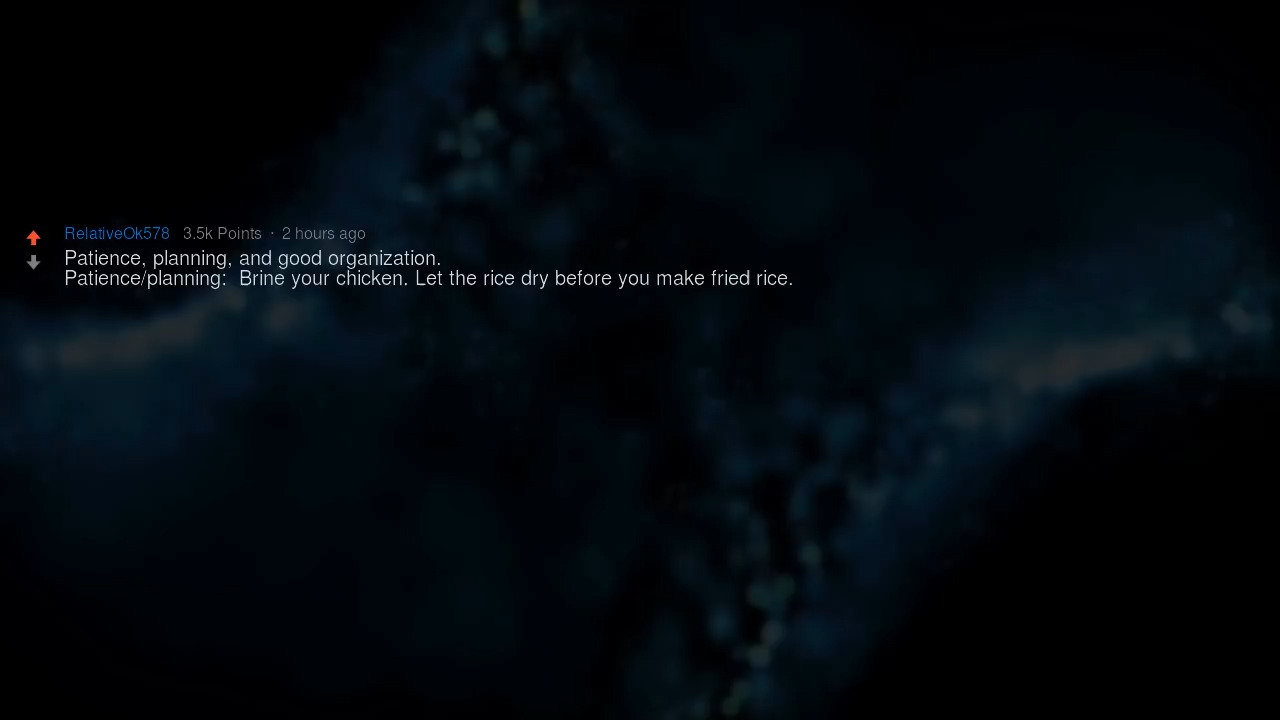 RelativeOk578 3.5k Points · 2 hours ago
Patience, planning, and good organization.
Patience/planning:  Brine your chicken. Let the rice dry before you make fried rice.